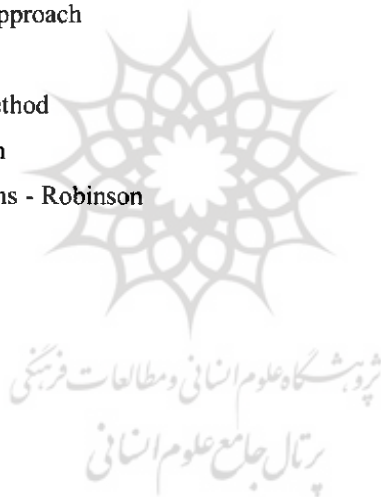 pproach
ethod
n
ns - Robinson
پژوهشگاه علوم انسانی و مطالعات فرهنگی
پرتال جامع علوم انسانی